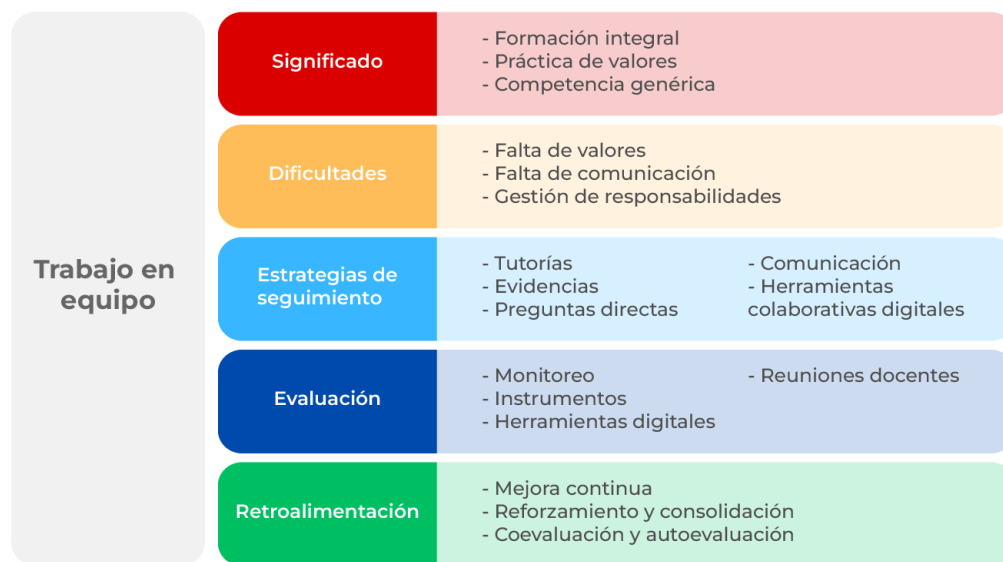 Trabajo en
equipo
Significado
- Formación integral
- Práctica de valores
- Competencia genérica
Dificultades
- Falta de valores
- Falta de comunicación
- Gestión de responsabilidades
Estrategias de
seguimiento
- Tutorías
- Evidencias
- Preguntas directas
- Comunicación
- Herramientas
colaborativas digitales
Evaluación
- Monitoreo
- Instrumentos
- Herramientas digitales
- Reuniones docentes
Retroalimentación
- Mejora continua
- Reforzamiento y consolidación
- Coevaluación y autoevaluación